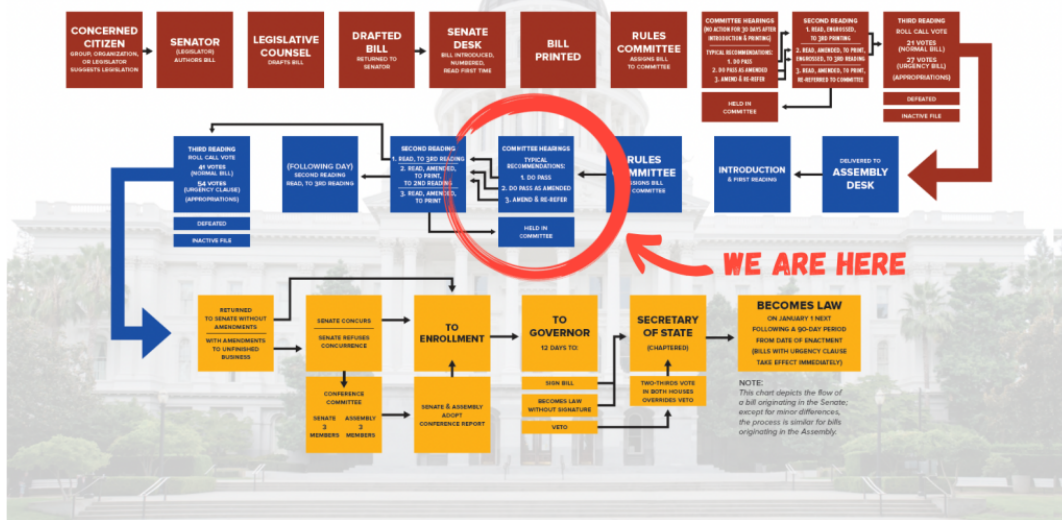 CONCERNED
CITIZEN
GROUP, ORGANIZATION,
OR LEGISLATOR
SUGGESTS LEGISLATION
SENATOR
(LEGISLATOR)
AUTHORS BILL
LEGISLATIVE
COUNSEL
DRAFTS BILL
DRAFTED
BILL
RETURNED TO
SENATOR
SENATE
DESK
BILL INTRODUCED,
NUMBERED,
READ FIRST TIME
BILL
PRINTED
RULES
COMMITTEE
ASSIGNS BILL
TO COMMITTEE
COMMITTEE HEARINGS
(NO ACTION FOR 30 DAYS AFTER
INTRODUCTION & PRINTING)
TYPICAL RECOMMENDATIONS:
1. DO PASS
2. DO PASS AS AMENDED
3. AMEND & RE-REFER
HELD IN
COMMITTEE
SECOND READING
1. READ, ENGROSSED,
TO 3RD PRINTING
2. READ, AMENDED, TO PRINT,
ENGROSSED, TO 3RD READING
3. READ, AMENDED, TO PRINT,
RE-REFERRED TO COMMITTEE
THIRD READING
ROLL CALL VOTE
21 VOTES
(NORMAL BILL)
27 VOTES
(URGENCY BILL)
(APPROPRIATIONS)
DEFEATED
INACTIVE FILE
THIRD READING
ROLL CALL VOTE
41 VOTES
(NORMAL BILL)
54 VOTES
(URGENCY CLAUSE)
(APPROPRIATIONS)
DEFEATED
INACTIVE FILE
(FOLLOWING DAY)
SECOND READING
READ, TO 3RD READING
SECOND READING
1. READ, TO 3RD READING
2. READ, AMENDED,
TO PRINT,
TO 2ND READING
3. READ, AMENDED,
TO PRINT
COMMITTEE HEARINGS
TYPICAL
RECOMMENDATIONS:
1. DO PASS
2. DO PASS AS AMENDED
3. AMEND & RE-REFER
HELD IN
COMMITTEE
RULES
COMMITTEE
ASSIGNS BILL
COMMITTEE
INTRODUCTION
& FIRST READING
DELIVERED TO
ASSEMBLY
DESK
WE ARE HERE
RETURNED
TO SENATE WITHOUT
AMENDMENTS
WITH AMENDMENTS
TO UNFINISHED
BUSINESS
SENATE CONCURS
SENATE REFUSES
CONCURRENCE
CONFERENCE
COMMITTEE
SENATE ASSEMBLY
3 3
MEMBERS MEMBERS
TO
ENROLLMENT
SENATE & ASSEMBLY
ADOPT
CONFERENCE REPORT
TO
GOVERNOR
12 DAYS TO:
SIGN BILL
BECOMES LAW
WITHOUT SIGNATURE
VETO
SECRETARY
OF STATE
(CHAPTERED)
TWO-THIRDS VOTE
IN BOTH HOUSES
OVERRIDES VETO
BECOMES LAW
ON JANUARY 1 NEXT
FOLLOWING A 90-DAY PERIOD
FROM DATE OF ENACTMENT
(BILLS WITH URGENCY CLAUSE
TAKE EFFECT IMMEDIATELY)
NOTE:
This chart depicts the flow of
a bill originating in the Senate;
except for minor differences,
the process is similar for bills
originating in the Assembly.